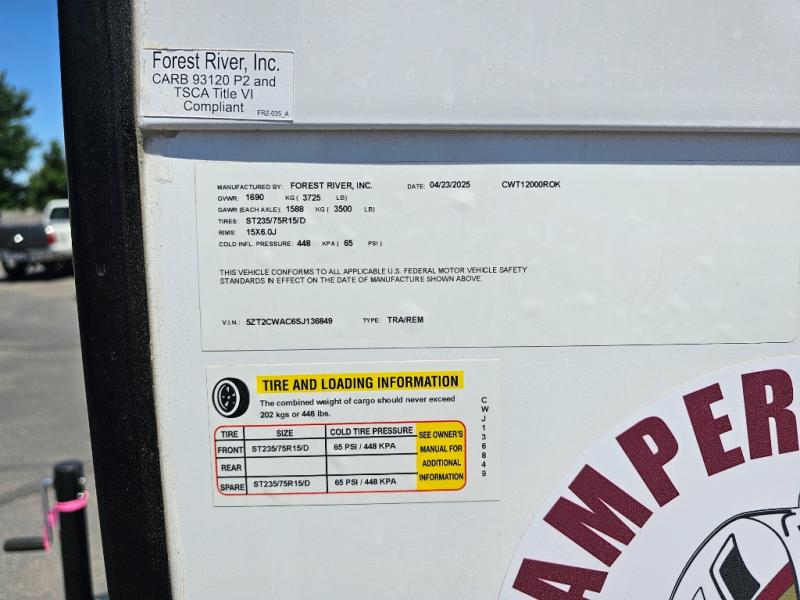 Forest River, Inc.
CARB 93120 P2 and
TSCA Title VI
Compliant
FRZ-035_A
MANUFACTURED BY: FOREST RIVER, INC. DATE: 04/23/2025 CWT12000ROK
GVWR: 1690 KG ( 3725 LB)
GAWR (EACH AXLE): 1588 KG ( 3500 LB)
TIRES: ST235/75R15/D
RIMS: 15X6.0J
COLD INFL. PRESSURE: 448 KPA ( 65 PSI )
THIS VEHICLE CONFORMS TO ALL APPLICABLE U.S. FEDERAL MOTOR VEHICLE SAFETY
STANDARDS IN EFFECT ON THE DATE OF MANUFACTURE SHOWN ABOVE.
V.I.N.: 5ZT2CWAC6SJ136849 TYPE: TRA/REM
TIRE AND LOADING INFORMATION
The combined weight of cargo should never exceed
202 kgs or 446 lbs.
TIRE SIZE COLD TIRE PRESSURE
FRONT ST235/75R15/D 65 PSI / 448 KPA
REAR
SPARE ST235/75R15/D 65 PSI / 448 KPA
SEE OWNER'S
MANUAL FOR
ADDITIONAL
INFORMATION
CWJ136849
AMPER